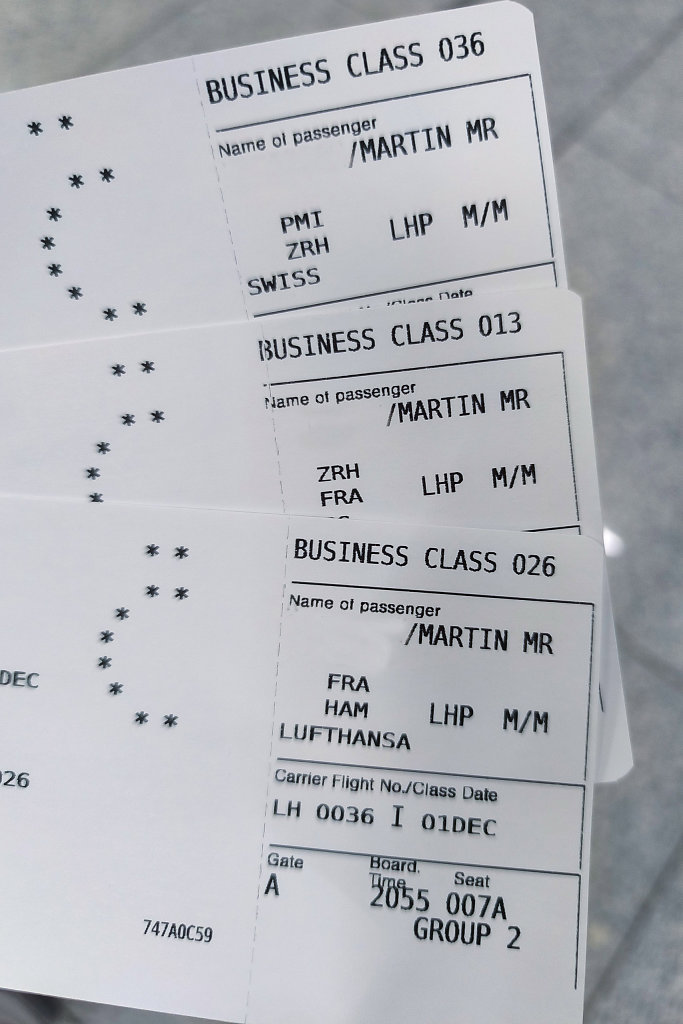 BUSINESS CLASS 036
Name of passenger
/MARTIN MR
PMI
ZRH
LHP M/M
SWISS
/Class Date
BUSINESS CLASS 013
Name of passenger
/MARTIN MR
ZRH
FRA
LHP M/M
BUSINESS CLASS 026
Name of passenger
/MARTIN MR
FRA
HAM
LHP M/M
LUFTHANSA
Carrier Flight No./Class Date
LH 0036 I 01DEC
Gate Board. Time Seat
A 2055 007A
GROUP 2
DEC
026
747A0C59
* *
* *
*
*
*
*
* *
* *
* *
*
*
*
* *
* *
*
*
*
*
* *